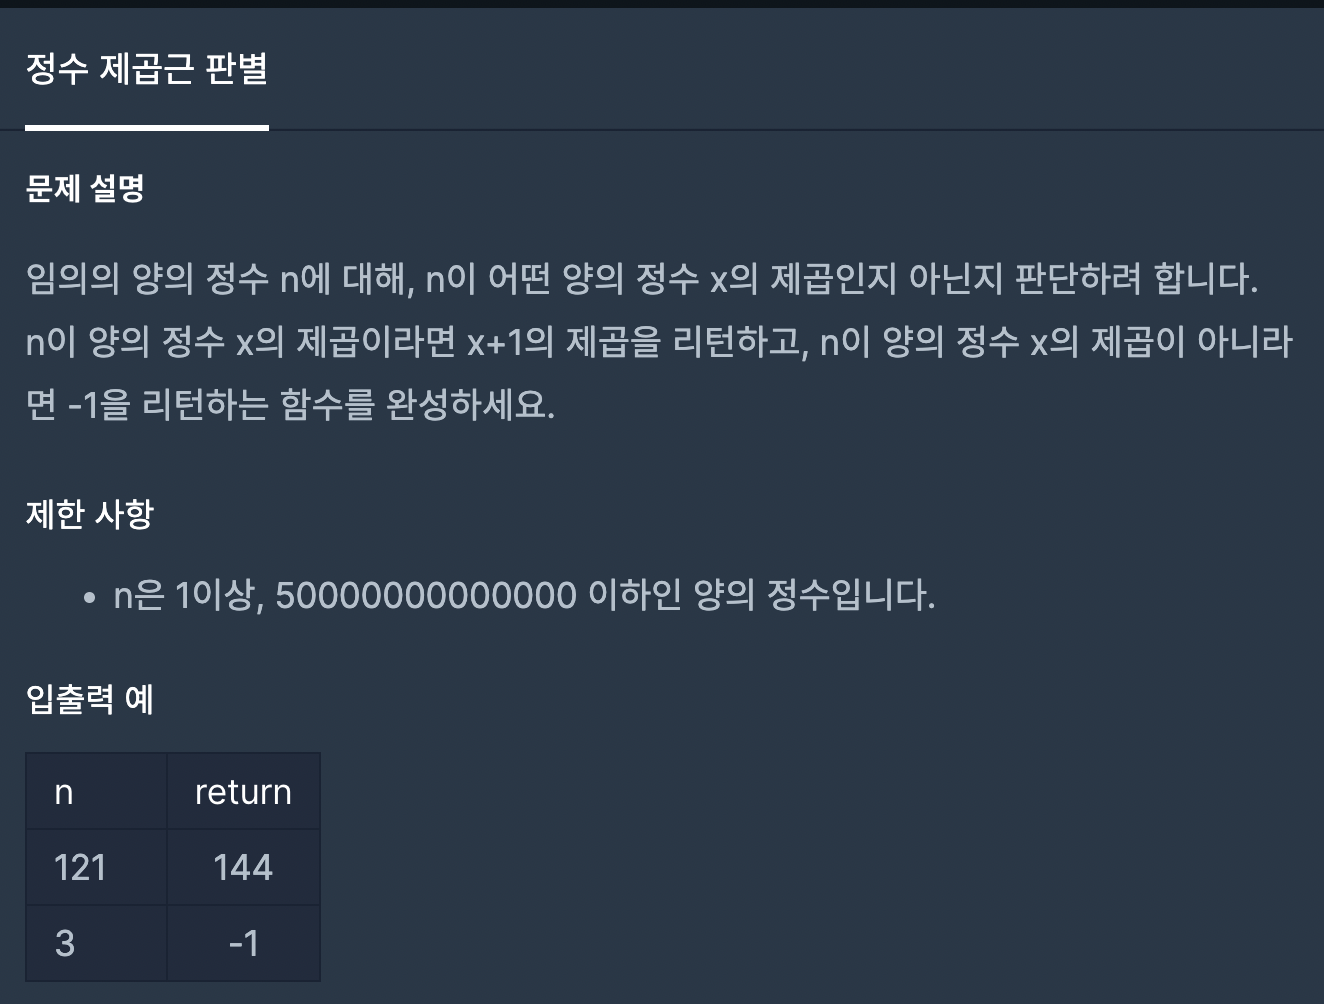 정수 제곱근 판별
문제 설명
임의의 양의 정수 n에 대해, n이 어떤 양의 정수 x의 제곱인지 아닌지 판단하려 합니다.
n이 양의 정수 x의 제곱이라면 x+1의 제곱을 리턴하고, n이 양의 정수 x의 제곱이 아니라
면 -1을 리턴하는 함수를 완성하세요.
제한 사항
• n은 1이상, 50000000000000 이하인 양의 정수입니다.
입출력 예
n return
121 144
3 -1